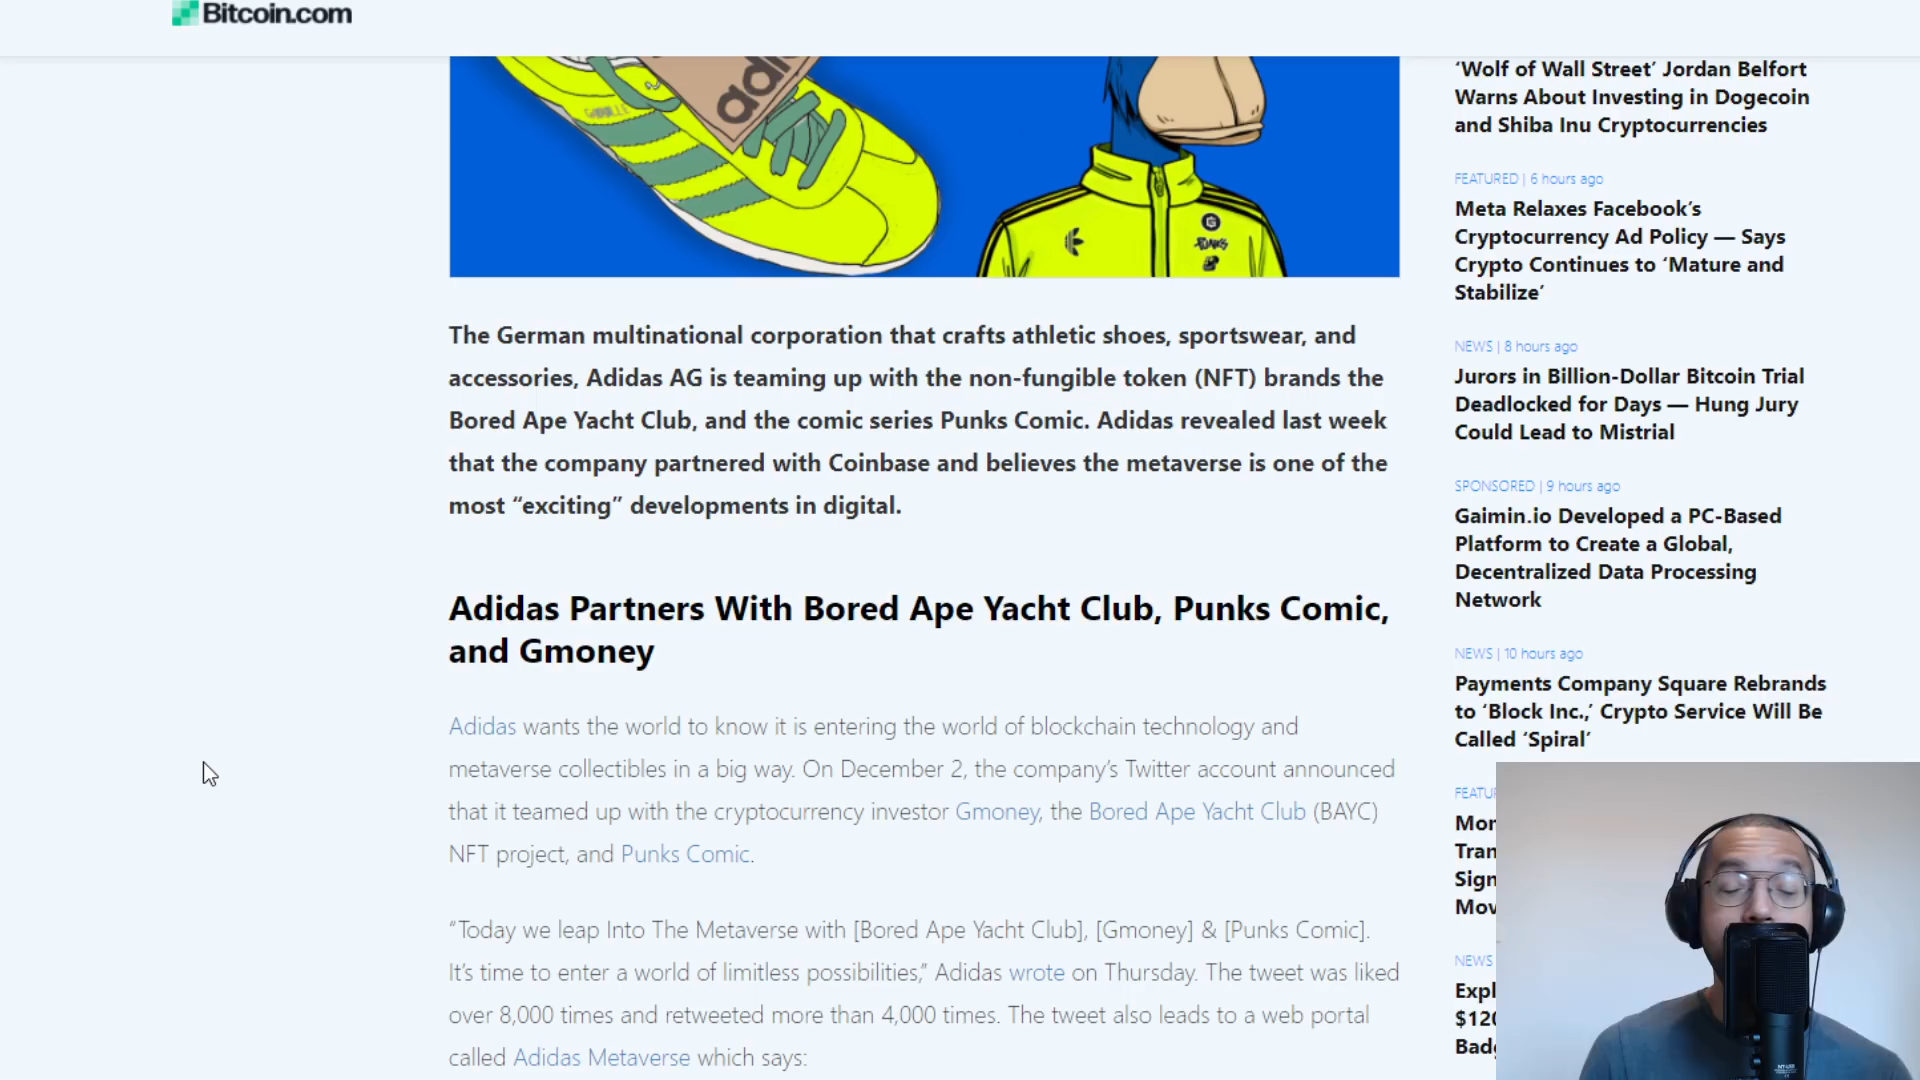 Bitcoin.com
adid
GAZELLE
G
PUNKS
The German multinational corporation that crafts athletic shoes, sportswear, and
accessories, Adidas AG is teaming up with the non-fungible token (NFT) brands the
Bored Ape Yacht Club, and the comic series Punks Comic. Adidas revealed last week
that the company partnered with Coinbase and believes the metaverse is one of the
most “exciting” developments in digital.
Adidas Partners With Bored Ape Yacht Club, Punks Comic,
and Gmoney
Adidas wants the world to know it is entering the world of blockchain technology and
metaverse collectibles in a big way. On December 2, the company’s Twitter account announced
that it teamed up with the cryptocurrency investor Gmoney, the Bored Ape Yacht Club (BAYC)
NFT project, and Punks Comic.
“Today we leap Into The Metaverse with [Bored Ape Yacht Club], [Gmoney] & [Punks Comic].
It’s time to enter a world of limitless possibilities,” Adidas wrote on Thursday. The tweet was liked
over 8,000 times and retweeted more than 4,000 times. The tweet also leads to a web portal
called Adidas Metaverse which says:
‘Wolf of Wall Street’ Jordan Belfort
Warns About Investing in Dogecoin
and Shiba Inu Cryptocurrencies
FEATURED | 6 hours ago
Meta Relaxes Facebook’s
Cryptocurrency Ad Policy — Says
Crypto Continues to ‘Mature and
Stabilize’
NEWS | 8 hours ago
Jurors in Billion-Dollar Bitcoin Trial
Deadlocked for Days — Hung Jury
Could Lead to Mistrial
SPONSORED | 9 hours ago
Gaimin.io Developed a PC-Based
Platform to Create a Global,
Decentralized Data Processing
Network
NEWS | 10 hours ago
Payments Company Square Rebrands
to ‘Block Inc.,’ Crypto Service Will Be
Called ‘Spiral’
FEATU
Mor
Tran
Sign
Mov
NEWS
Expl
$120
Badg